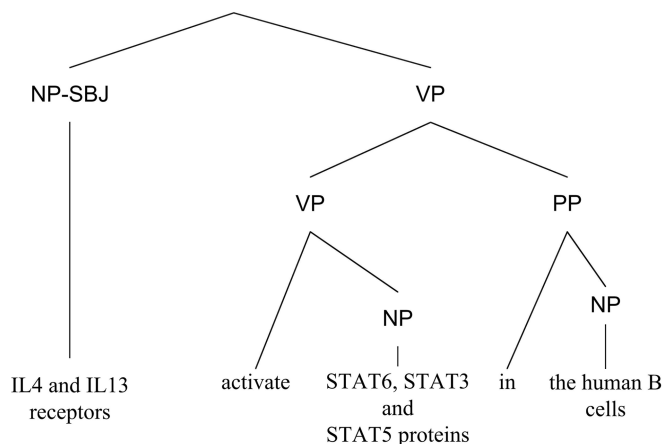 NP-SBJ VP
VP PP
NP NP
IL4 and IL13
receptors
activate
STAT6, STAT3
and
STAT5 proteins
in
the human B
cells